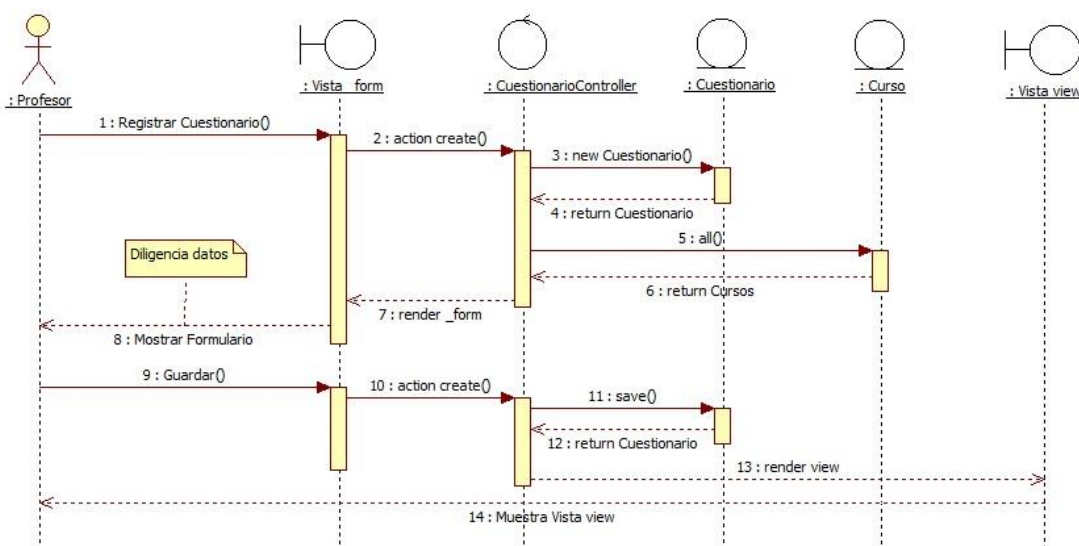 : Profesor
: Vista _form
: CuestionarioController
: Cuestionario
: Curso
: Vista view
1 : Registrar Cuestionario()
2 : action create()
3 : new Cuestionario()
4 : return Cuestionario
5 : all()
Diligencia datos
6 : return Cursos
7 : render _form
8 : Mostrar Formulario
9 : Guardar()
10 : action create()
11 : save()
12 : return Cuestionario
13 : render view
14 : Muestra Vista view